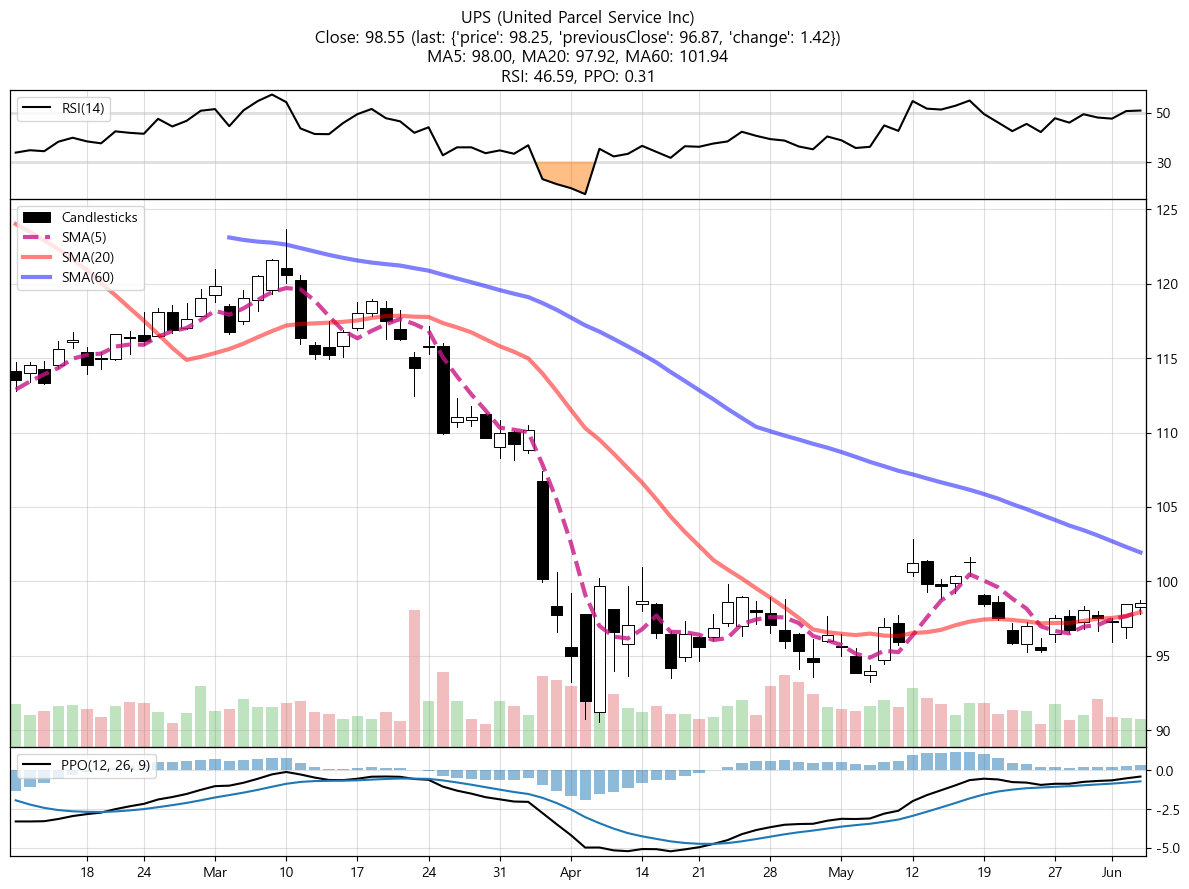 UPS (United Parcel Service Inc)
Close: 98.55 (last: {'price': 98.25, 'previousClose': 96.87, 'change': 1.42})
MA5: 98.00, MA20: 97.92, MA60: 101.94
RSI: 46.59, PPO: 0.31
RSI(14)
50
30
Candlesticks
SMA(5)
SMA(20)
SMA(60)
125
120
115
110
105
100
95
90
PPO(12, 26, 9)
0.0
-2.5
-5.0
18 24 Mar 10 17 24 31 Apr 14 21 28 May 12 19 27 Jun